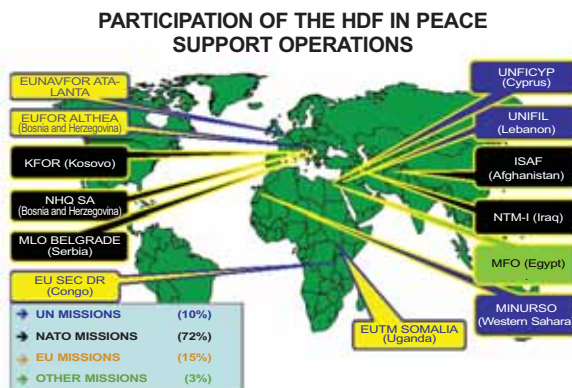 PARTICIPATION OF THE HDF IN PEACE
SUPPORT OPERATIONS
EUNAVFOR ATA-
LANTA
EUFOR ALTHEA
(Bosnia and Herzegovina)
KFOR (Kosovo)
NHQ SA
(Bosnia and Herzegovina)
MLO BELGRADE
(Serbia)
EU SEC DR
(Congo)
UNFICYP
(Cyprus)
UNIFIL
(Lebanon)
ISAF
(Afghanistan)
NTM-I (Iraq)
MFO (Egypt)
MINURSO
(Western Sahara)
EUTM SOMALIA
(Uganda)
UN MISSIONS (10%)
NATO MISSIONS (72%)
EU MISSIONS (15%)
OTHER MISSIONS (3%)